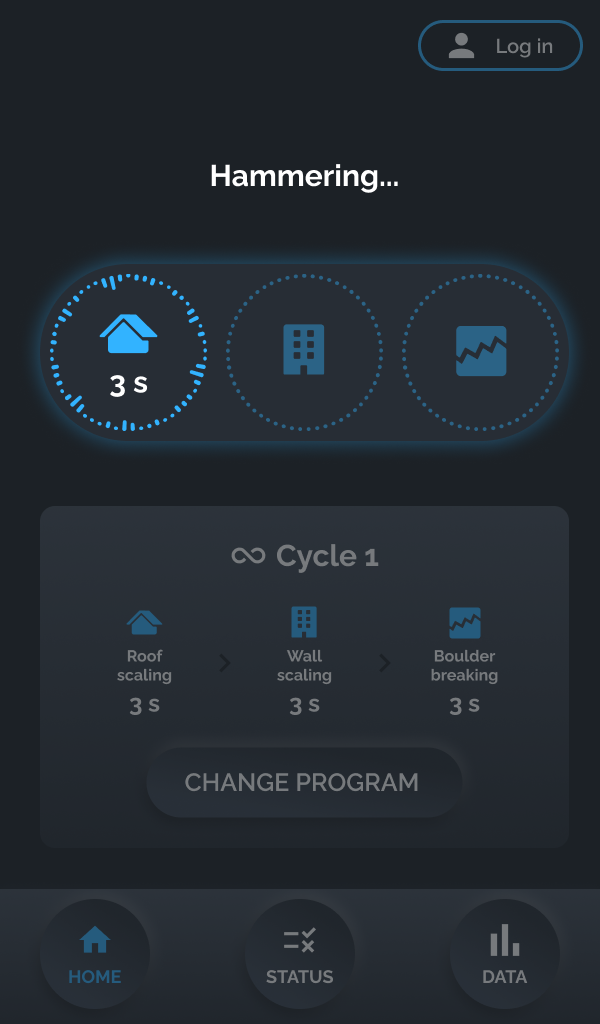 Log in
Hammering...
3 s
Cycle 1
Roof
scaling
3 s
Wall
scaling
3 s
Boulder
breaking
3 s
CHANGE PROGRAM
HOME
STATUS
DATA